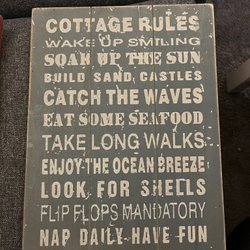 COTTAGE RULES
WAKE UP SMILING
SOAK UP THE SUN
BUILD SAND CASTLES
CATCH THE WAVES
EAT SOME SEAFOOD
TAKE LONG WALKS
ENJOY THE OCEAN BREEZE
LOOK FOR SHELLS
FLIP FLOPS MANDATORY
NAP DAILY·HAVE FUN